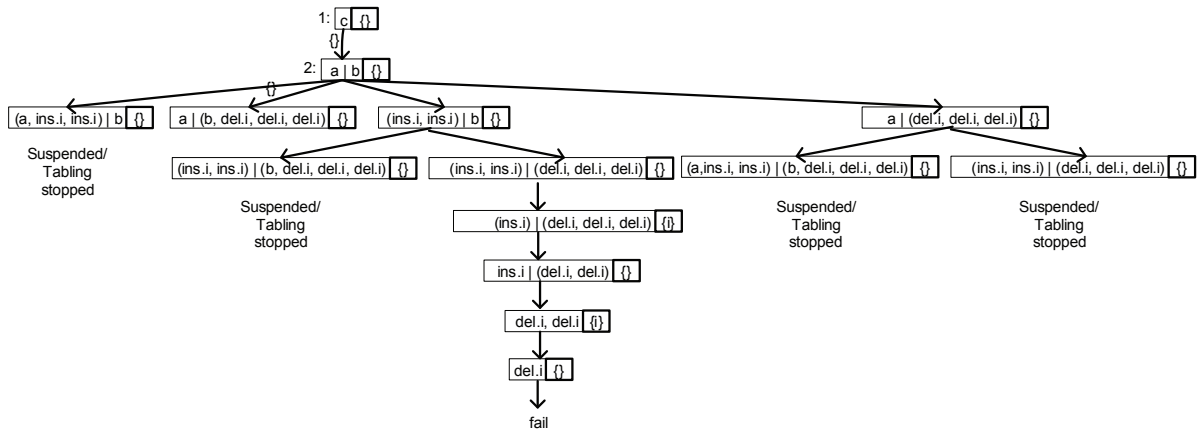 1: c {}
{}
2: a | b {}
{}
(a, ins.i, ins.i) | b {}
a | (b, del.i, del.i, del.i) {}
(ins.i, ins.i) | b {}
a | (del.i, del.i, del.i) {}
Suspended/
Tabling
stopped
(ins.i, ins.i) | (b, del.i, del.i, del.i) {}
(ins.i, ins.i) | (del.i, del.i, del.i) {}
(a,ins.i, ins.i) | (b, del.i, del.i, del.i) {}
(ins.i, ins.i) | (del.i, del.i, del.i) {}
Suspended/
Tabling
stopped
Suspended/
Tabling
stopped
Suspended/
Tabling
stopped
(ins.i) | (del.i, del.i, del.i) {i}
ins.i | (del.i, del.i) {}
del.i, del.i {i}
del.i {}
fail